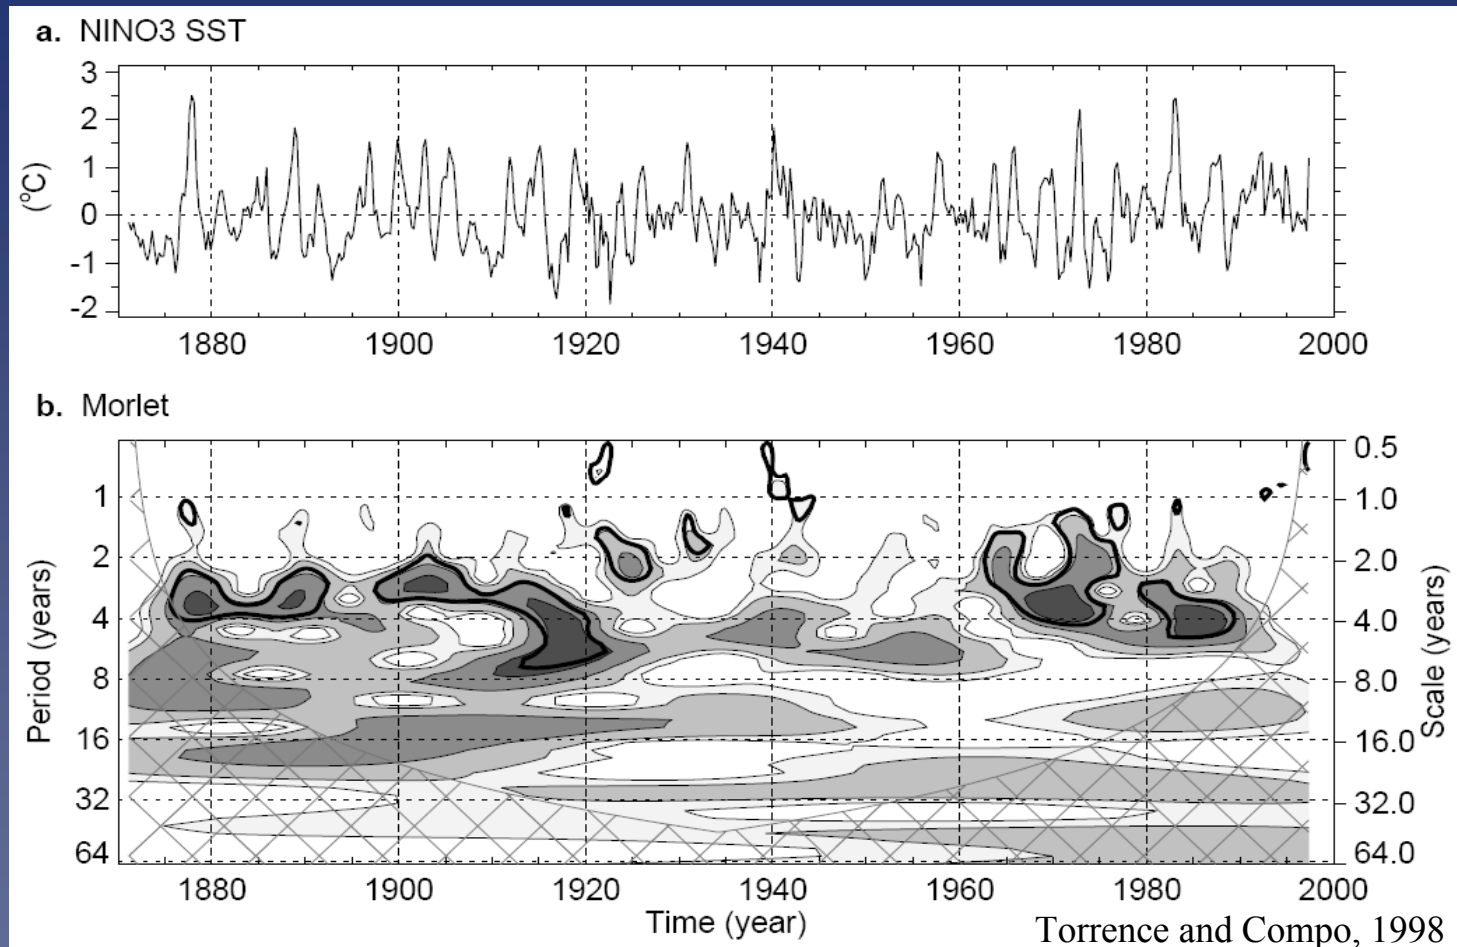 a. NINO3 SST
3
2
1
0
-1
-2
(°C)
1880 1900 1920 1940 1960 1980 2000
b. Morlet
1
2
4
8
16
32
64
Period (years)
0.5
1.0
2.0
4.0
8.0
16.0
32.0
64.0
Scale (years)
1880 1900 1920 1940 1960 1980 2000
Time (year)
Torrence and Compo, 1998